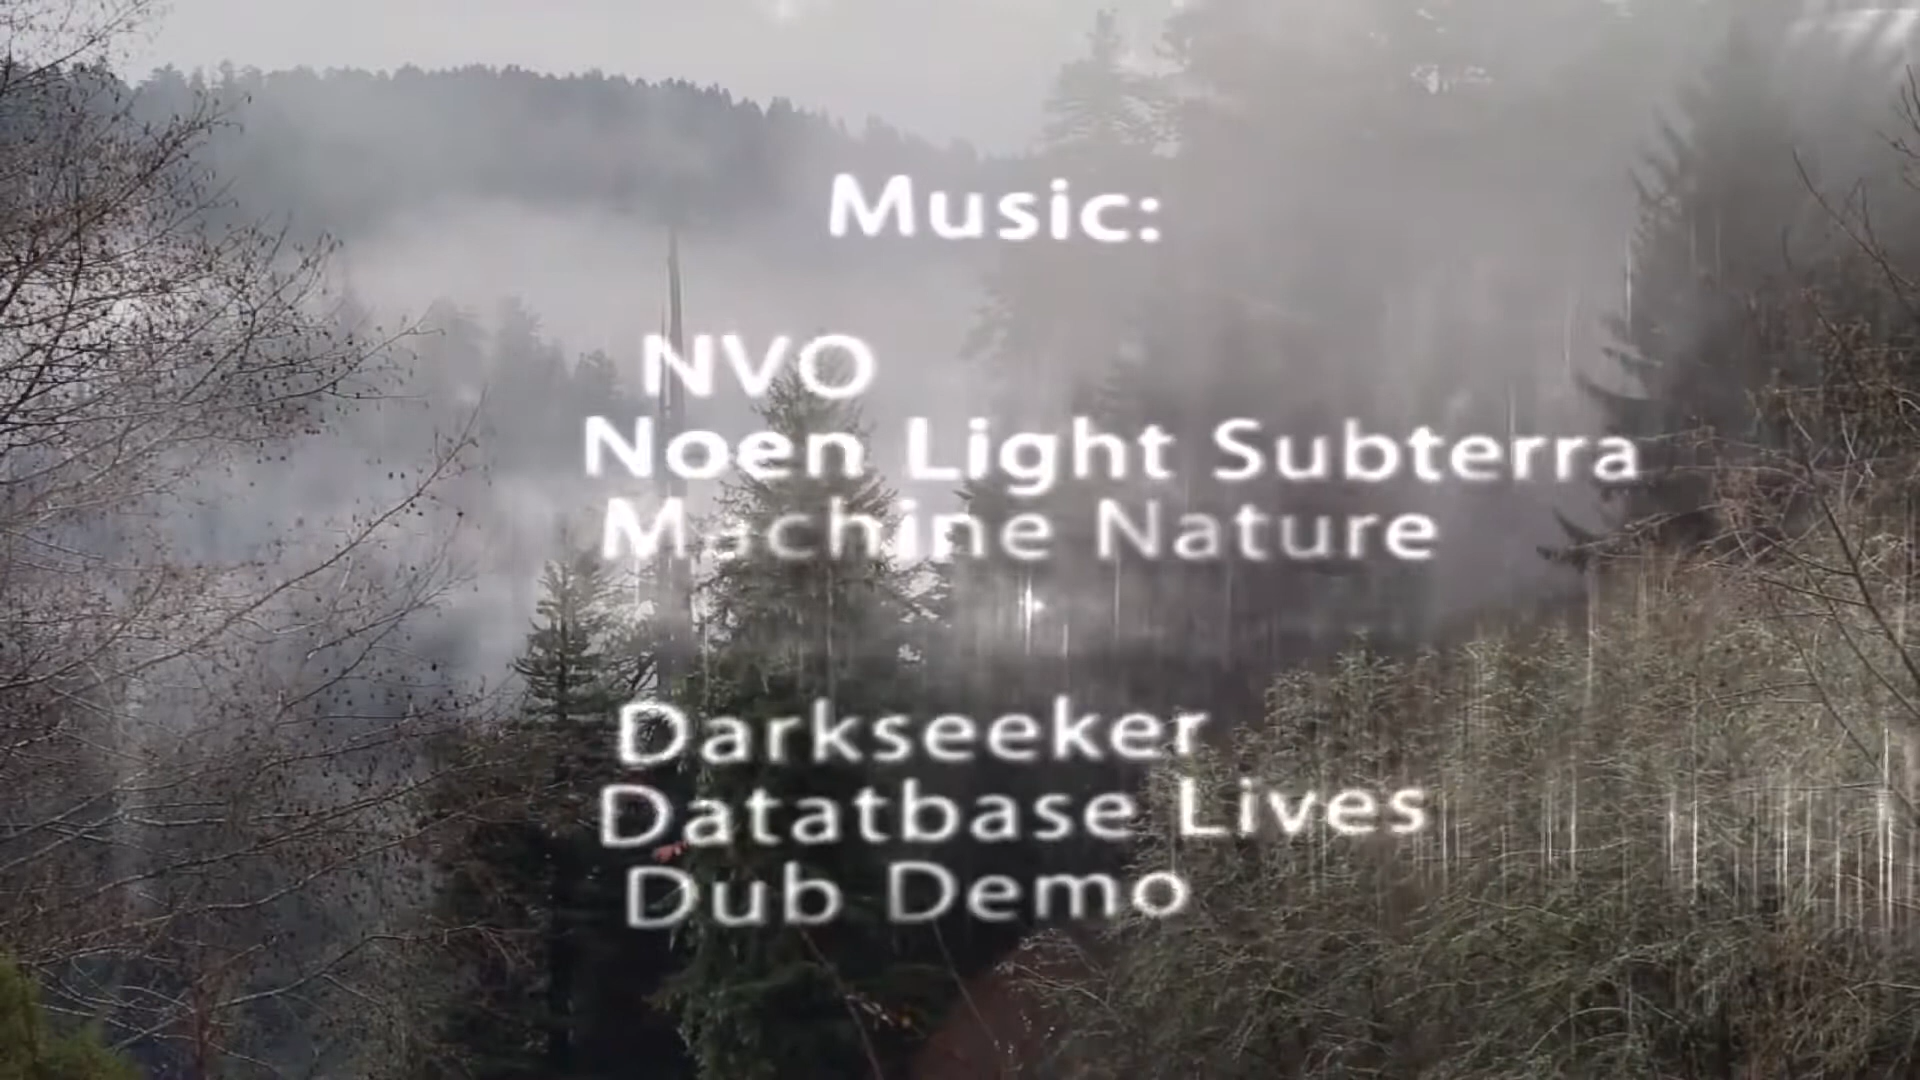 Music:
NVO
Noen Light Subterra
Machine Nature
Darkseeker
Datatbase Lives
Dub Demo